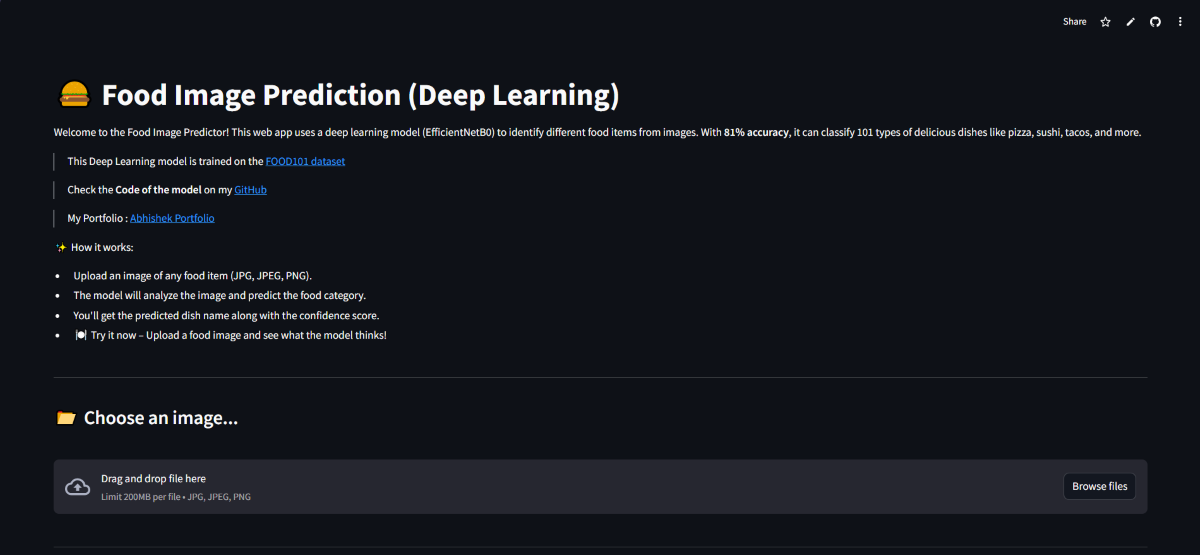 Share
Food Image Prediction (Deep Learning)
Welcome to the Food Image Predictor! This web app uses a deep learning model (EfficientNetB0) to identify different food items from images. With 81% accuracy, it can classify 101 types of delicious dishes like pizza, sushi, tacos, and more.
This Deep Learning model is trained on the FOOD101 dataset
Check the Code of the model on my GitHub
My Portfolio : Abhishek Portfolio
✨ How it works:
• Upload an image of any food item (JPG, JPEG, PNG).
• The model will analyze the image and predict the food category.
• You'll get the predicted dish name along with the confidence score.
• 🍽️ Try it now – Upload a food image and see what the model thinks!
Choose an image...
Drag and drop file here
Limit 200MB per file • JPG, JPEG, PNG
Browse files